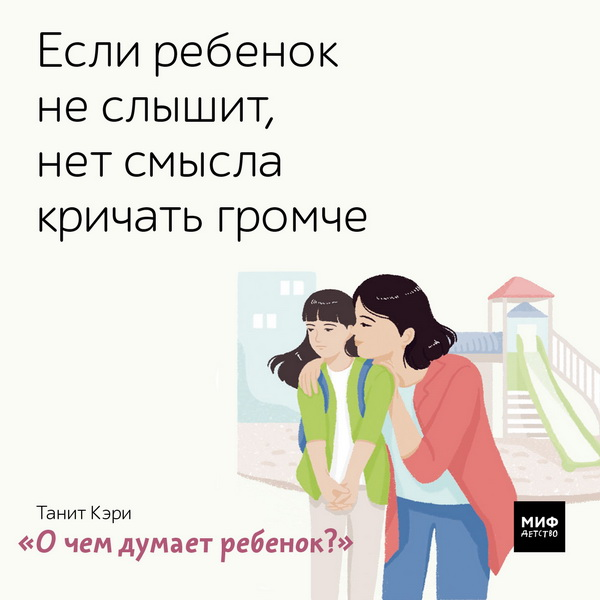 Если ребенок
не слышит,
нет смысла
кричать громче
Танит Кэри
«О чем думает ребенок?»
МИФ
ДЕТСТВО